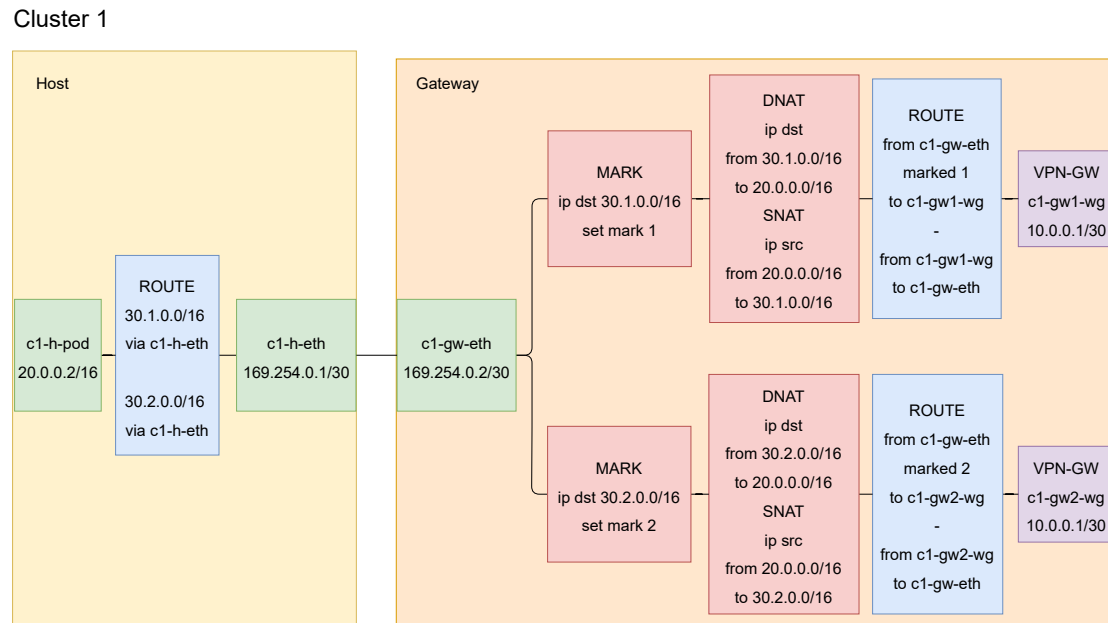 Cluster 1
Host
c1-h-pod
20.0.0.2/16
ROUTE
30.1.0.0/16
via c1-h-eth
30.2.0.0/16
via c1-h-eth
c1-h-eth
169.254.0.1/30
Gateway
c1-gw-eth
169.254.0.2/30
MARK
ip dst 30.1.0.0/16
set mark 1
DNAT
ip dst
from 30.1.0.0/16
to 20.0.0.0/16
SNAT
ip src
from 20.0.0.0/16
to 30.1.0.0/16
ROUTE
from c1-gw-eth
marked 1
to c1-gw1-wg
-
from c1-gw1-wg
to c1-gw-eth
VPN-GW
c1-gw1-wg
10.0.0.1/30
MARK
ip dst 30.2.0.0/16
set mark 2
DNAT
ip dst
from 30.2.0.0/16
to 20.0.0.0/16
SNAT
ip src
from 20.0.0.0/16
to 30.2.0.0/16
ROUTE
from c1-gw-eth
marked 2
to c1-gw2-wg
-
from c1-gw2-wg
to c1-gw-eth
VPN-GW
c1-gw2-wg
10.0.0.1/30